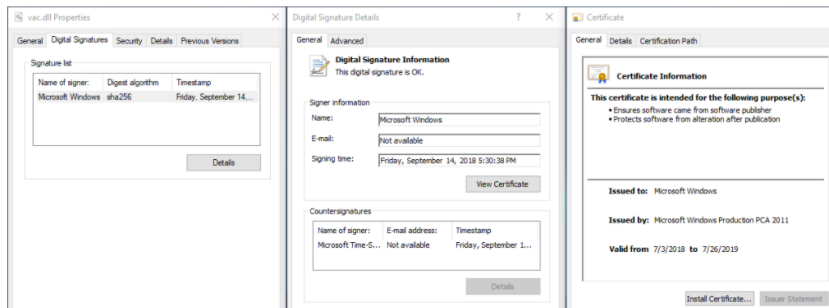 vac.dll Properties
General Digital Signatures Security Details Previous Versions
Signature list
Name of signer: Digest algorithm Timestamp
Microsoft Windows sha256 Friday, September 14,...
Details
Digital Signature Details
General Advanced
Digital Signature Information
This digital signature is OK.
Signer information
Name: Microsoft Windows
E-mail: Not available
Signing time: Friday, September 14, 2018 5:30:38 PM
View Certificate
Countersignatures
Name of signer: E-mail address: Timestamp
Microsoft Time-S... Not available Friday, September 1...
Details
Certificate
General Details Certification Path
Certificate Information
This certificate is intended for the following purpose(s):
• Ensures software came from software publisher
• Protects software from alteration after publication
Issued to: Microsoft Windows
Issued by: Microsoft Windows Production PCA 2011
Valid from 7/3/2018 to 7/26/2019
Install Certificate... Issuer Statement